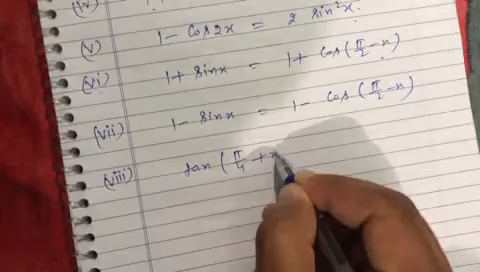 (iv)
(v) 1 - cos2x = 2 sin²x.
(vi) 1 + sinx = 1 + cos(π/2 - x)
(vii) 1 - sinx = 1 - cos(π/2 - x)
(viii) tan(π/4 + x